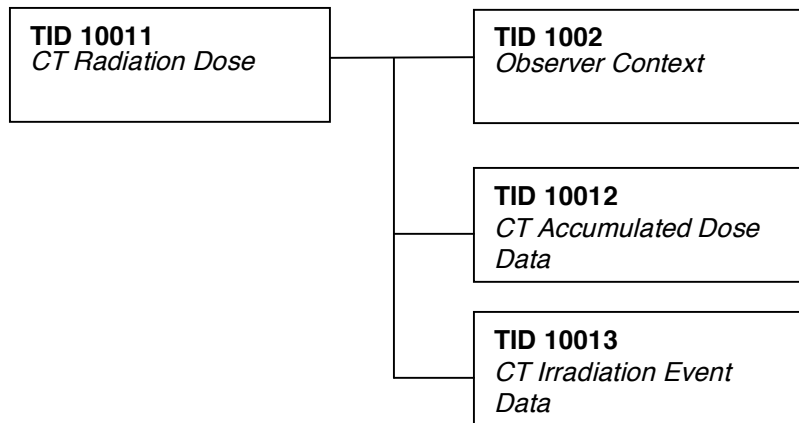 TID 10011
CT Radiation Dose
TID 1002
Observer Context
TID 10012
CT Accumulated Dose
Data
TID 10013
CT Irradiation Event
Data